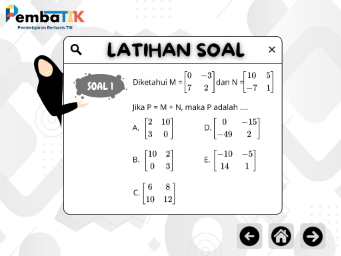 PembaTIK
Pembelajaran Berbasis TIK
LATIHAN SOAL
SOAL 1
Diketahui M = [0 −3; 7 2] dan N = [10 5; −7 1]
Jika P = M + N, maka P adalah ....
A. [2 10; 3 0]
D. [0 −15; −49 2]
B. [10 2; 0 3]
E. [−10 −5; 14 1]
C. [6 8; 10 12]